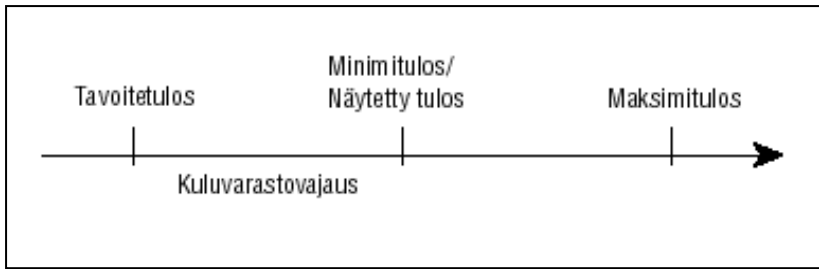 Tavoitetulos
Minimitulos/
Näytetty tulos
Maksimitulos
Kuluvarastovajaus